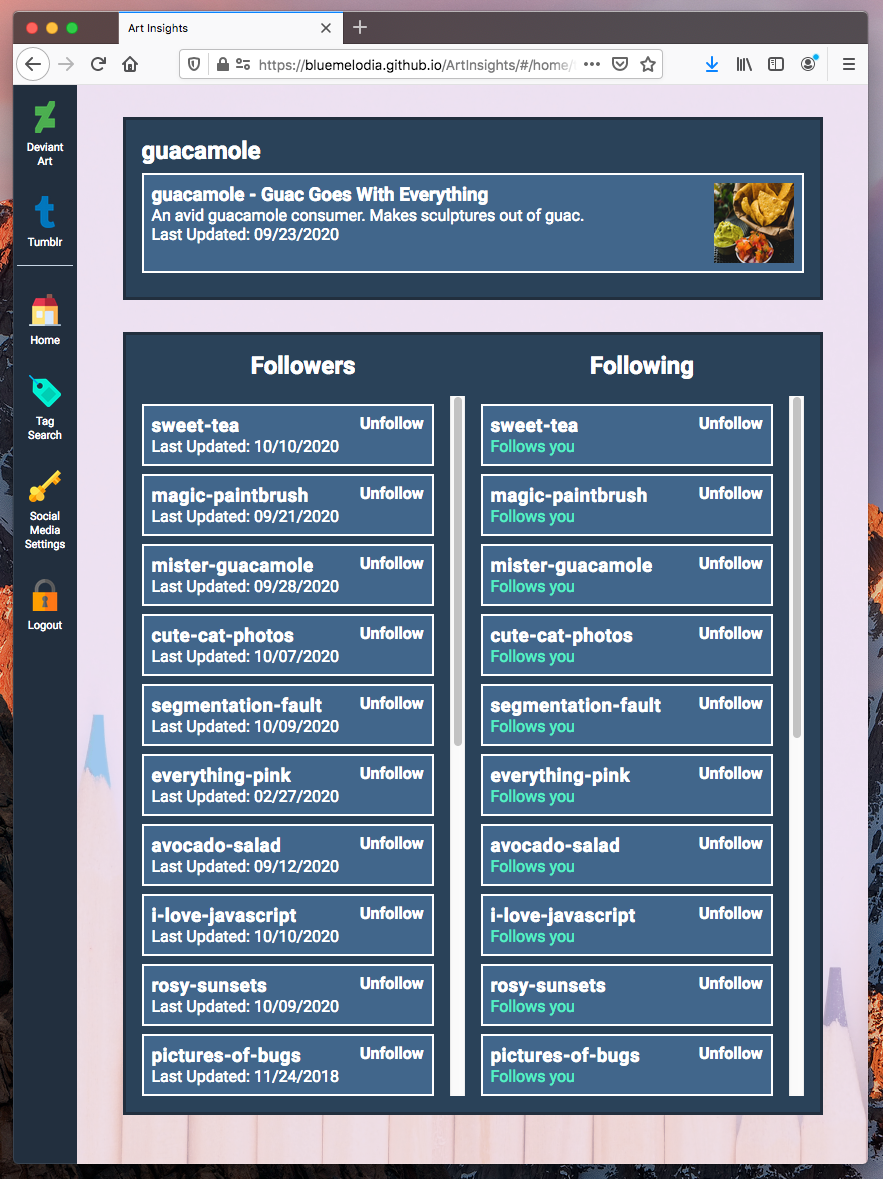 Art Insights
https://bluemelodia.github.io/ArtInsights/#/home/
Deviant
Art
Tumblr
Home
Tag
Search
Social
Media
Settings
Logout
guacamole
guacamole - Guac Goes With Everything
An avid guacamole consumer. Makes sculptures out of guac.
Last Updated: 09/23/2020
Followers
sweet-tea Unfollow
Last Updated: 10/10/2020
magic-paintbrush Unfollow
Last Updated: 09/21/2020
mister-guacamole Unfollow
Last Updated: 09/28/2020
cute-cat-photos Unfollow
Last Updated: 10/07/2020
segmentation-fault Unfollow
Last Updated: 10/09/2020
everything-pink Unfollow
Last Updated: 02/27/2020
avocado-salad Unfollow
Last Updated: 09/12/2020
i-love-javascript Unfollow
Last Updated: 10/10/2020
rosy-sunsets Unfollow
Last Updated: 10/09/2020
pictures-of-bugs Unfollow
Last Updated: 11/24/2018
Following
sweet-tea Unfollow
Follows you
magic-paintbrush Unfollow
Follows you
mister-guacamole Unfollow
Follows you
cute-cat-photos Unfollow
Follows you
segmentation-fault Unfollow
Follows you
everything-pink Unfollow
Follows you
avocado-salad Unfollow
Follows you
i-love-javascript Unfollow
Follows you
rosy-sunsets Unfollow
Follows you
pictures-of-bugs Unfollow
Follows you